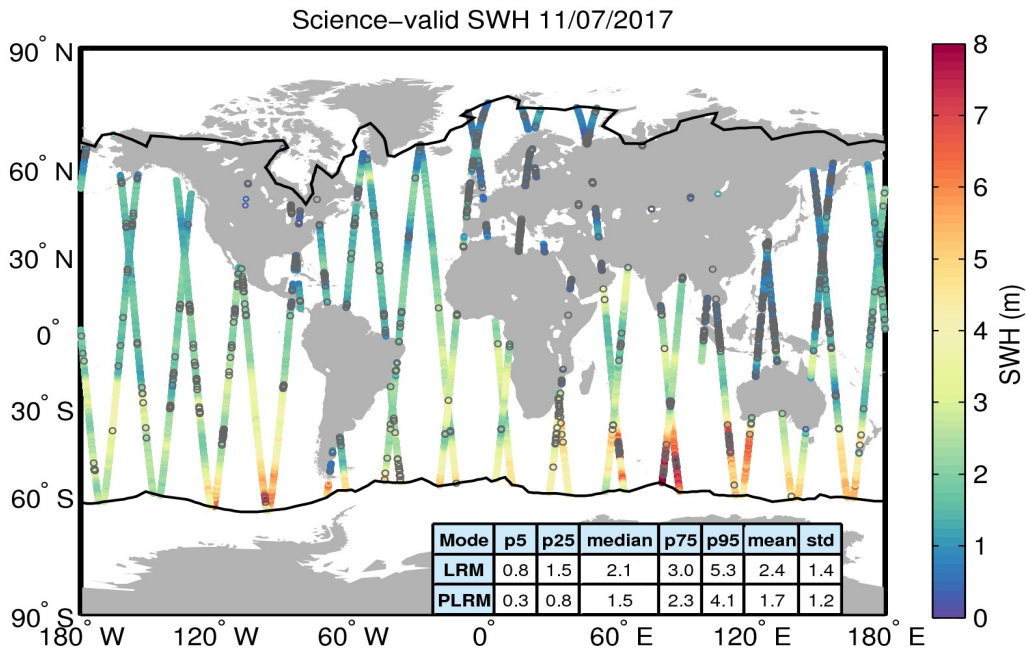 Science−valid SWH 11/07/2017
90° N
60° N
30° N
0°
30° S
60° S
90° S
180° W
120° W
60° W
0°
60° E
120° E
180° E
8
7
6
5
4
3
2
1
0
SWH (m)
Mode p5 p25 median p75 p95 mean std
LRM 0.8 1.5 2.1 3.0 5.3 2.4 1.4
PLRM 0.3 0.8 1.5 2.3 4.1 1.7 1.2